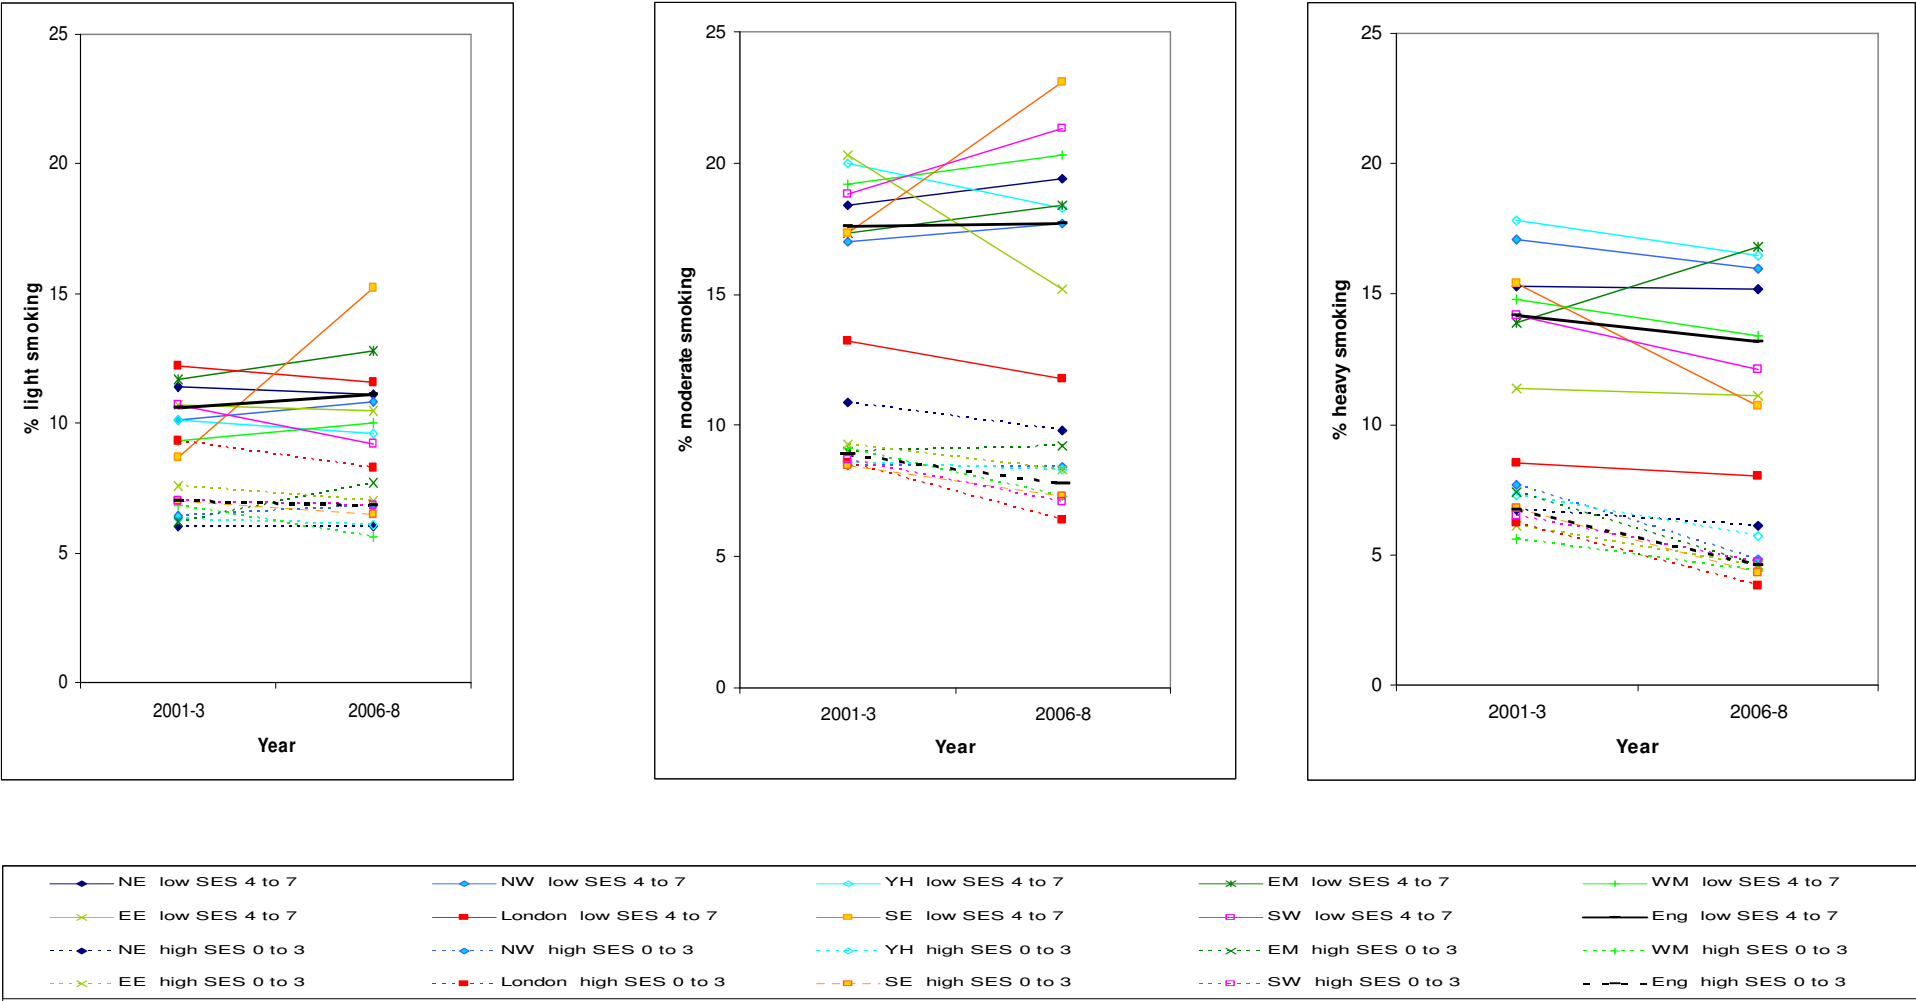 25
20
15
10
5
0
% light smoking
2001-3 2006-8
Year
25
20
15
10
5
0
% moderate smoking
2001-3 2006-8
Year
25
20
15
10
5
0
% heavy smoking
2001-3 2006-8
Year
NE low SES 4 to 7 NW low SES 4 to 7 YH low SES 4 to 7 EM low SES 4 to 7 WM low SES 4 to 7
EE low SES 4 to 7 London low SES 4 to 7 SE low SES 4 to 7 SW low SES 4 to 7 Eng low SES 4 to 7
NE high SES 0 to 3 NW high SES 0 to 3 YH high SES 0 to 3 EM high SES 0 to 3 WM high SES 0 to 3
EE high SES 0 to 3 London high SES 0 to 3 SE high SES 0 to 3 SW high SES 0 to 3 Eng high SES 0 to 3